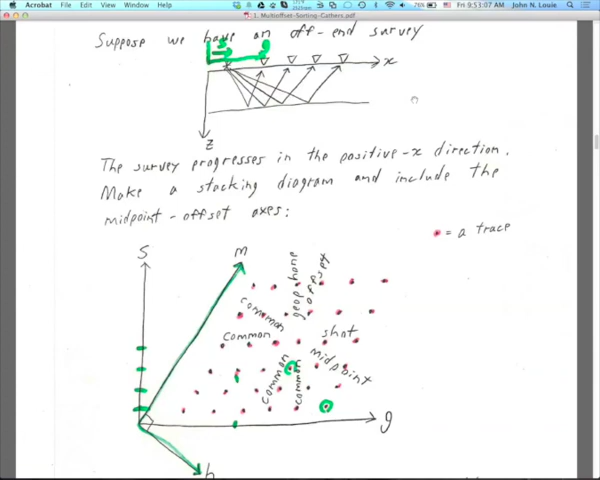 Acrobat File Edit View Window Help
76% Fri 9:53:07 AM John N. Louie
1. Multioffset-Sorting-Gathers.pdf
Suppose we have an off-end survey
s g
x
z
The survey progresses in the positive-x direction.
Make a stacking diagram and include the
midpoint-offset axes:
= a trace
S
m
geophone
common
offset
common shot
midpoint
common
common
g
h